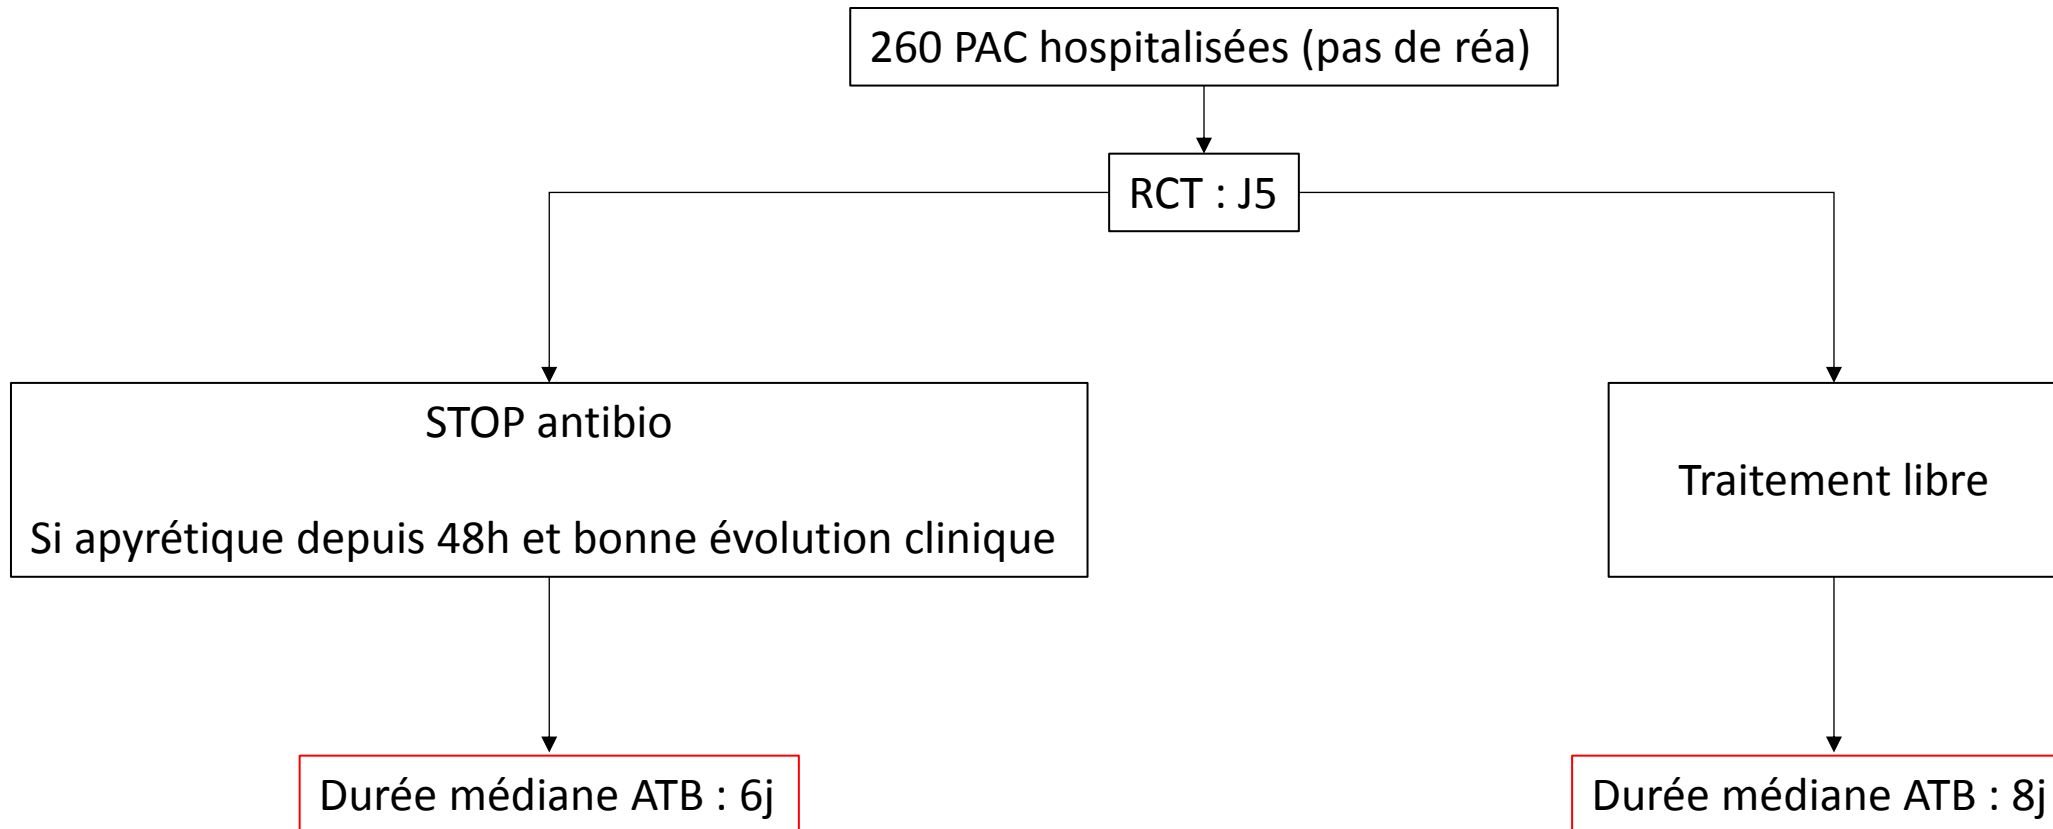 260 PAC hospitalisées (pas de réa)
RCT : J5
STOP antibio
Si apyrétique depuis 48h et bonne évolution clinique
Traitement libre
Durée médiane ATB : 6j
Durée médiane ATB : 8j